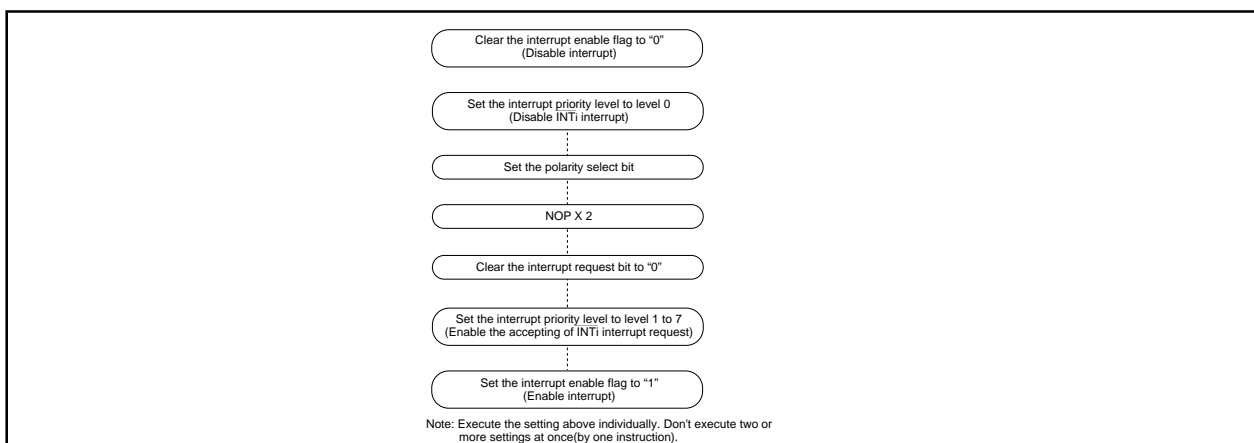 Clear the interrupt enable flag to “0”
(Disable interrupt)
Set the interrupt priority level to level 0
(Disable INTi interrupt)
Set the polarity select bit
NOP X 2
Clear the interrupt request bit to “0”
Set the interrupt priority level to level 1 to 7
(Enable the accepting of INTi interrupt request)
Set the interrupt enable flag to “1”
(Enable interrupt)
Note: Execute the setting above individually. Don’t execute two or
more settings at once(by one instruction).